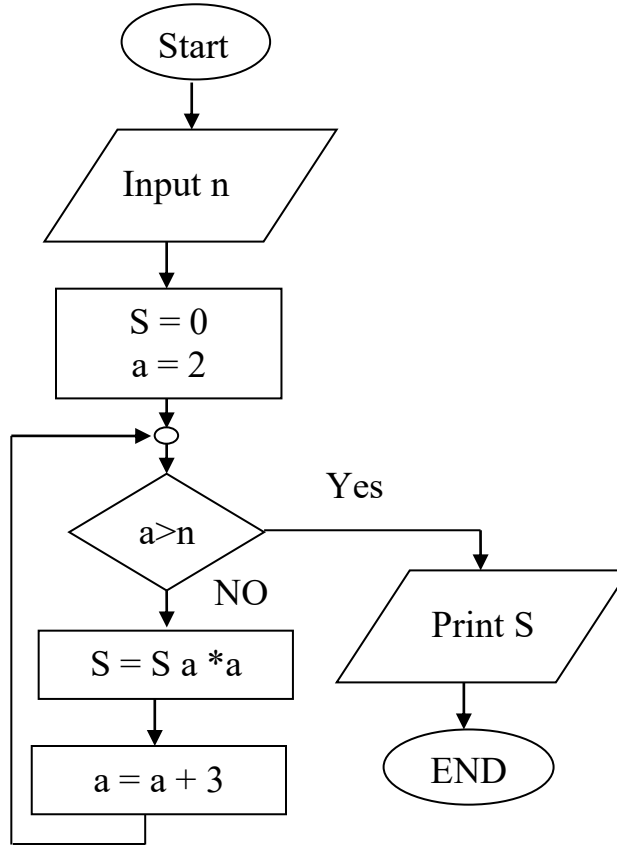 Start
Input n
S = 0
a = 2
a>n
Yes
NO
S = S a *a
Print S
a = a + 3
END